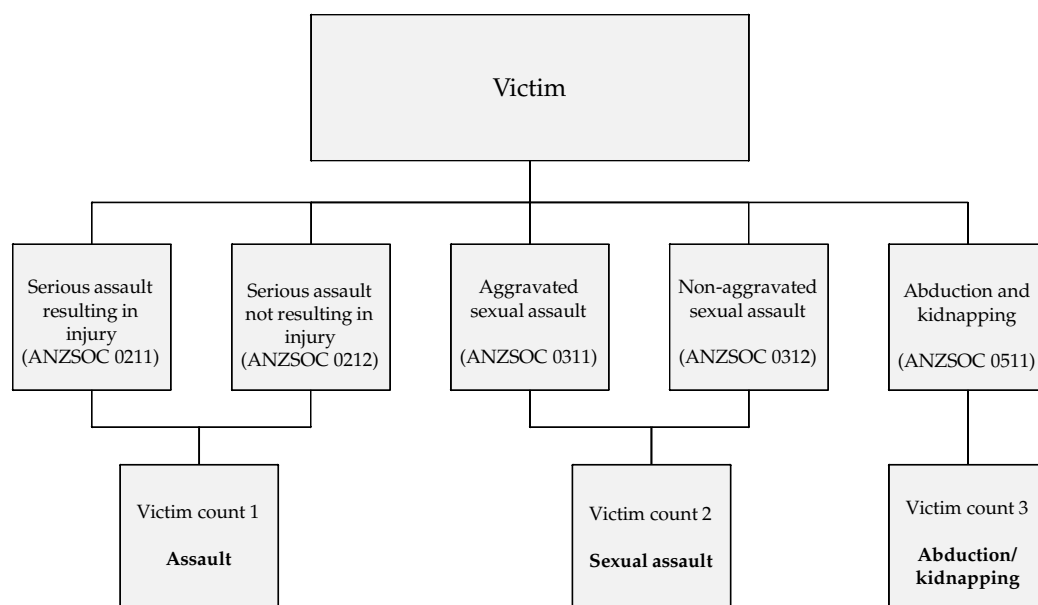 Victim
Serious assault
resulting in
injury
(ANZSOC 0211)
Serious assault
not resulting in
injury
(ANZSOC 0212)
Aggravated
sexual assault
(ANZSOC 0311)
Non-aggravated
sexual assault
(ANZSOC 0312)
Abduction and
kidnapping
(ANZSOC 0511)
Victim count 1
Assault
Victim count 2
Sexual assault
Victim count 3
Abduction/
kidnapping